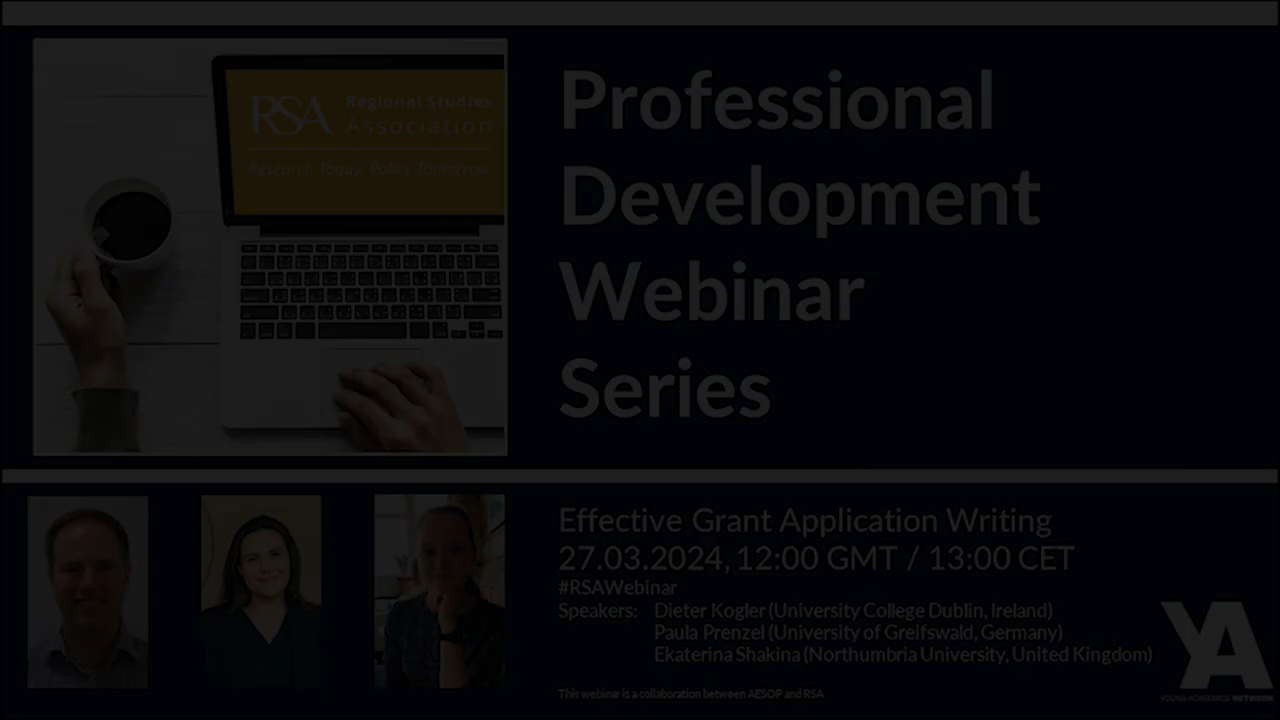 RSA Regional Studies
Association
Research Today. Policy Tomorrow.
Professional
Development
Webinar
Series
Effective Grant Application Writing
27.03.2024, 12:00 GMT / 13:00 CET
#RSAWebinar
Speakers: Dieter Kogler (University College Dublin, Ireland)
Paula Prenzel (University of Greifswald, Germany)
Ekaterina Shakina (Northumbria University, United Kingdom)
This webinar is a collaboration between AESOP and RSA
YA
YOUNG ACADEMICS NETWORK